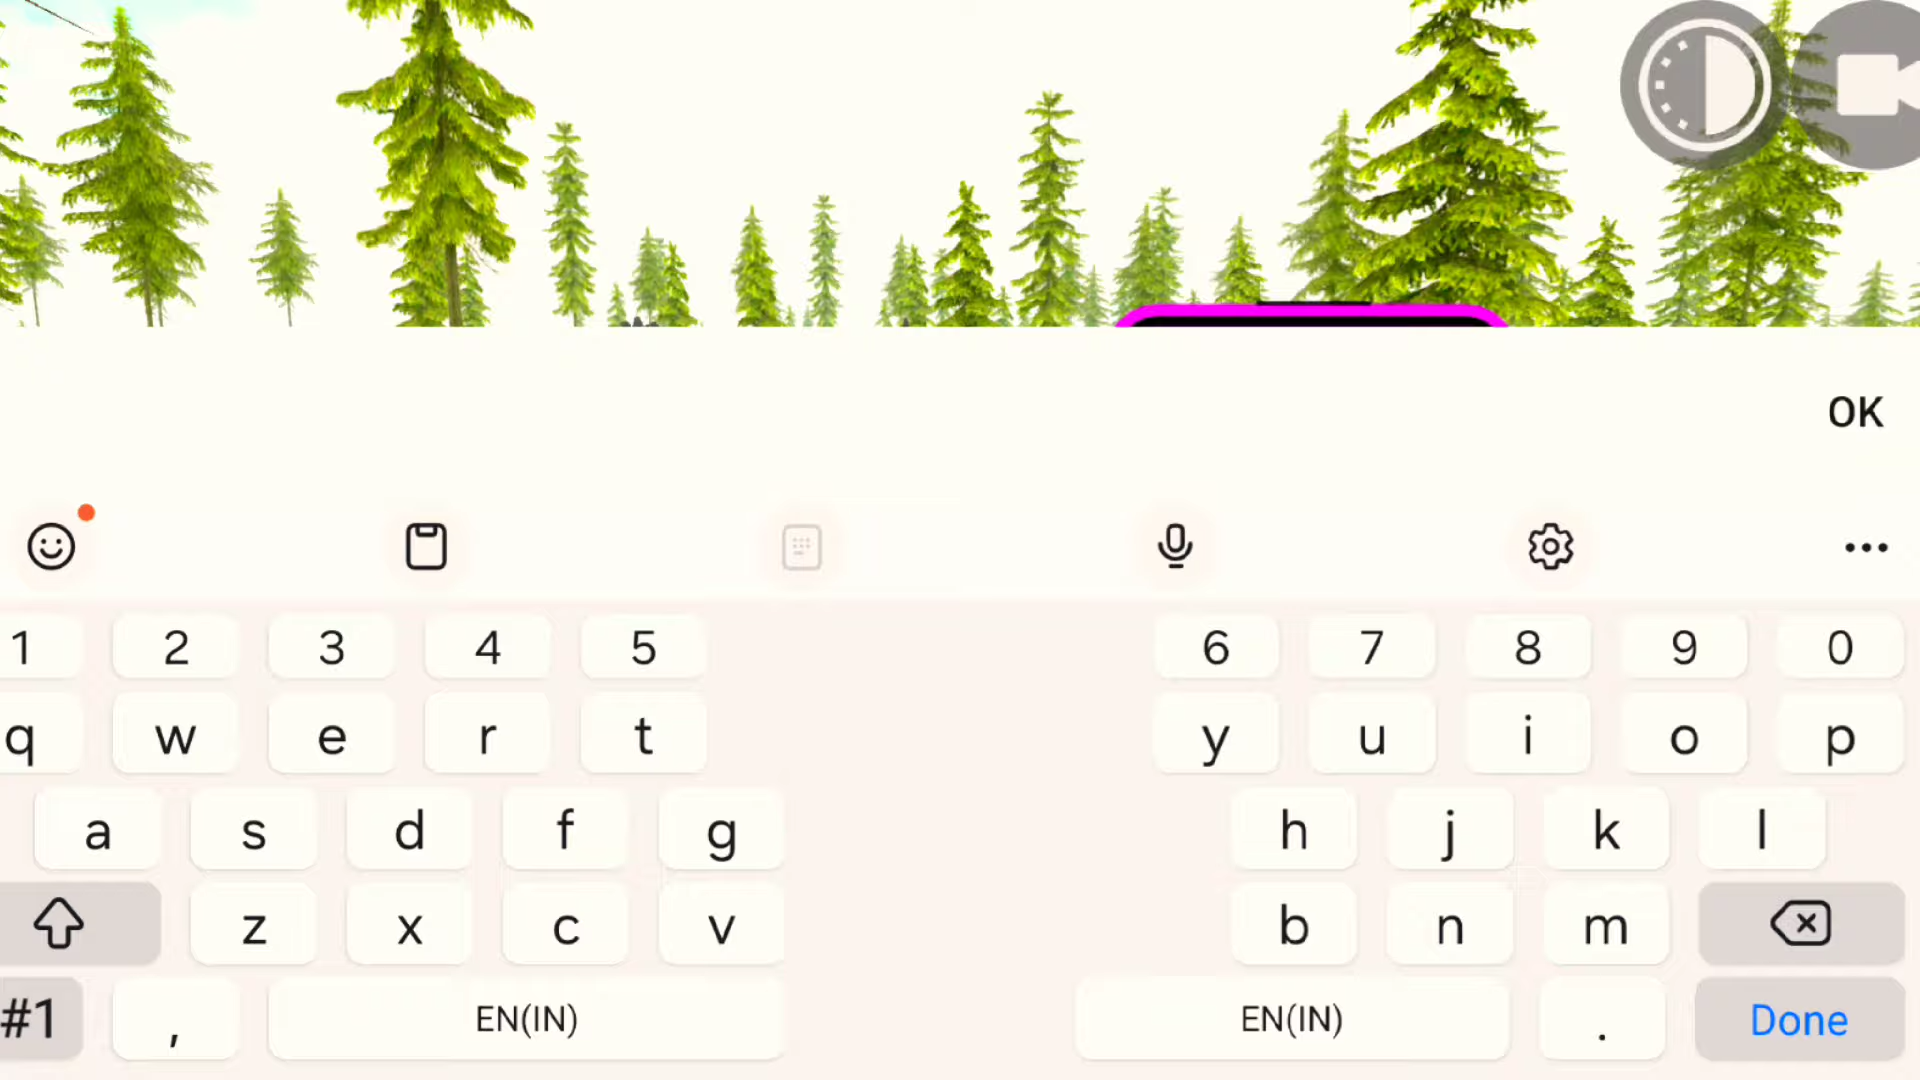 OK
1 2 3 4 5 6 7 8 9 0
q w e r t y u i o p
a s d f g h j k l
z x c v b n m
#1 , EN(IN) EN(IN) . Done